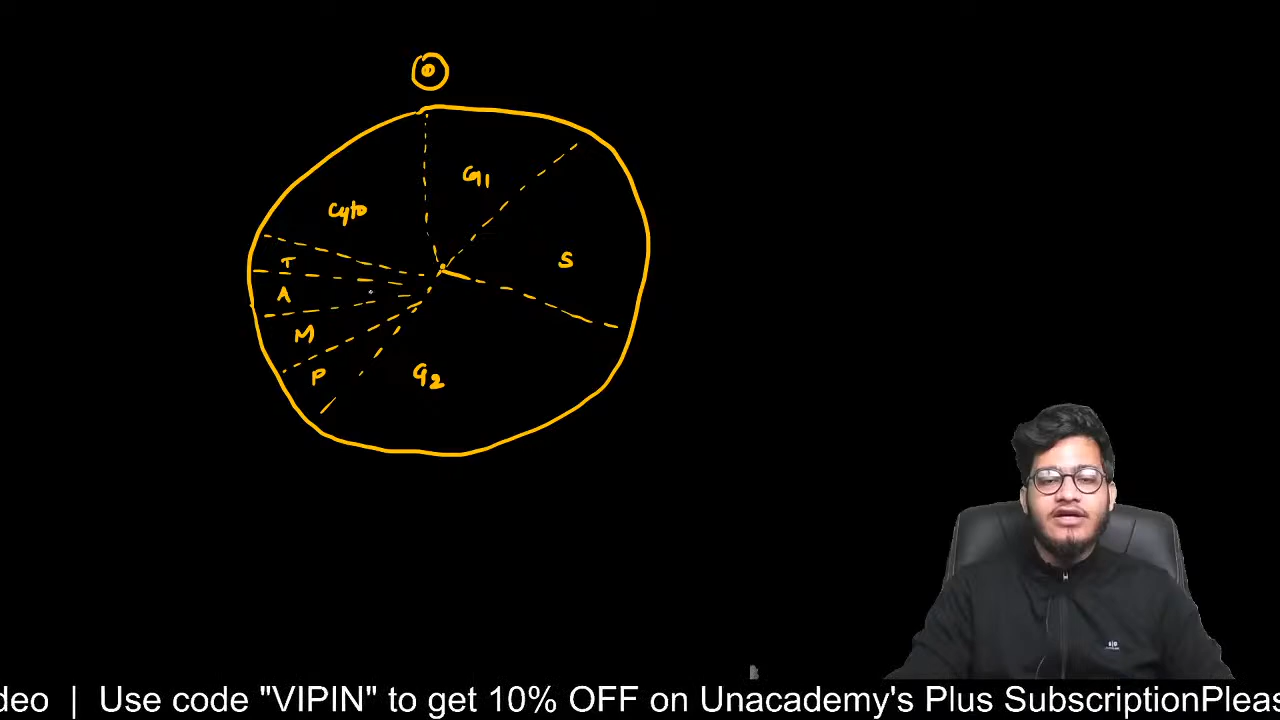 G1
Cyto
S
T
A
M
P
G2
deo | Use code "VIPIN" to get 10% OFF on Unacademy's Plus SubscriptionPleas